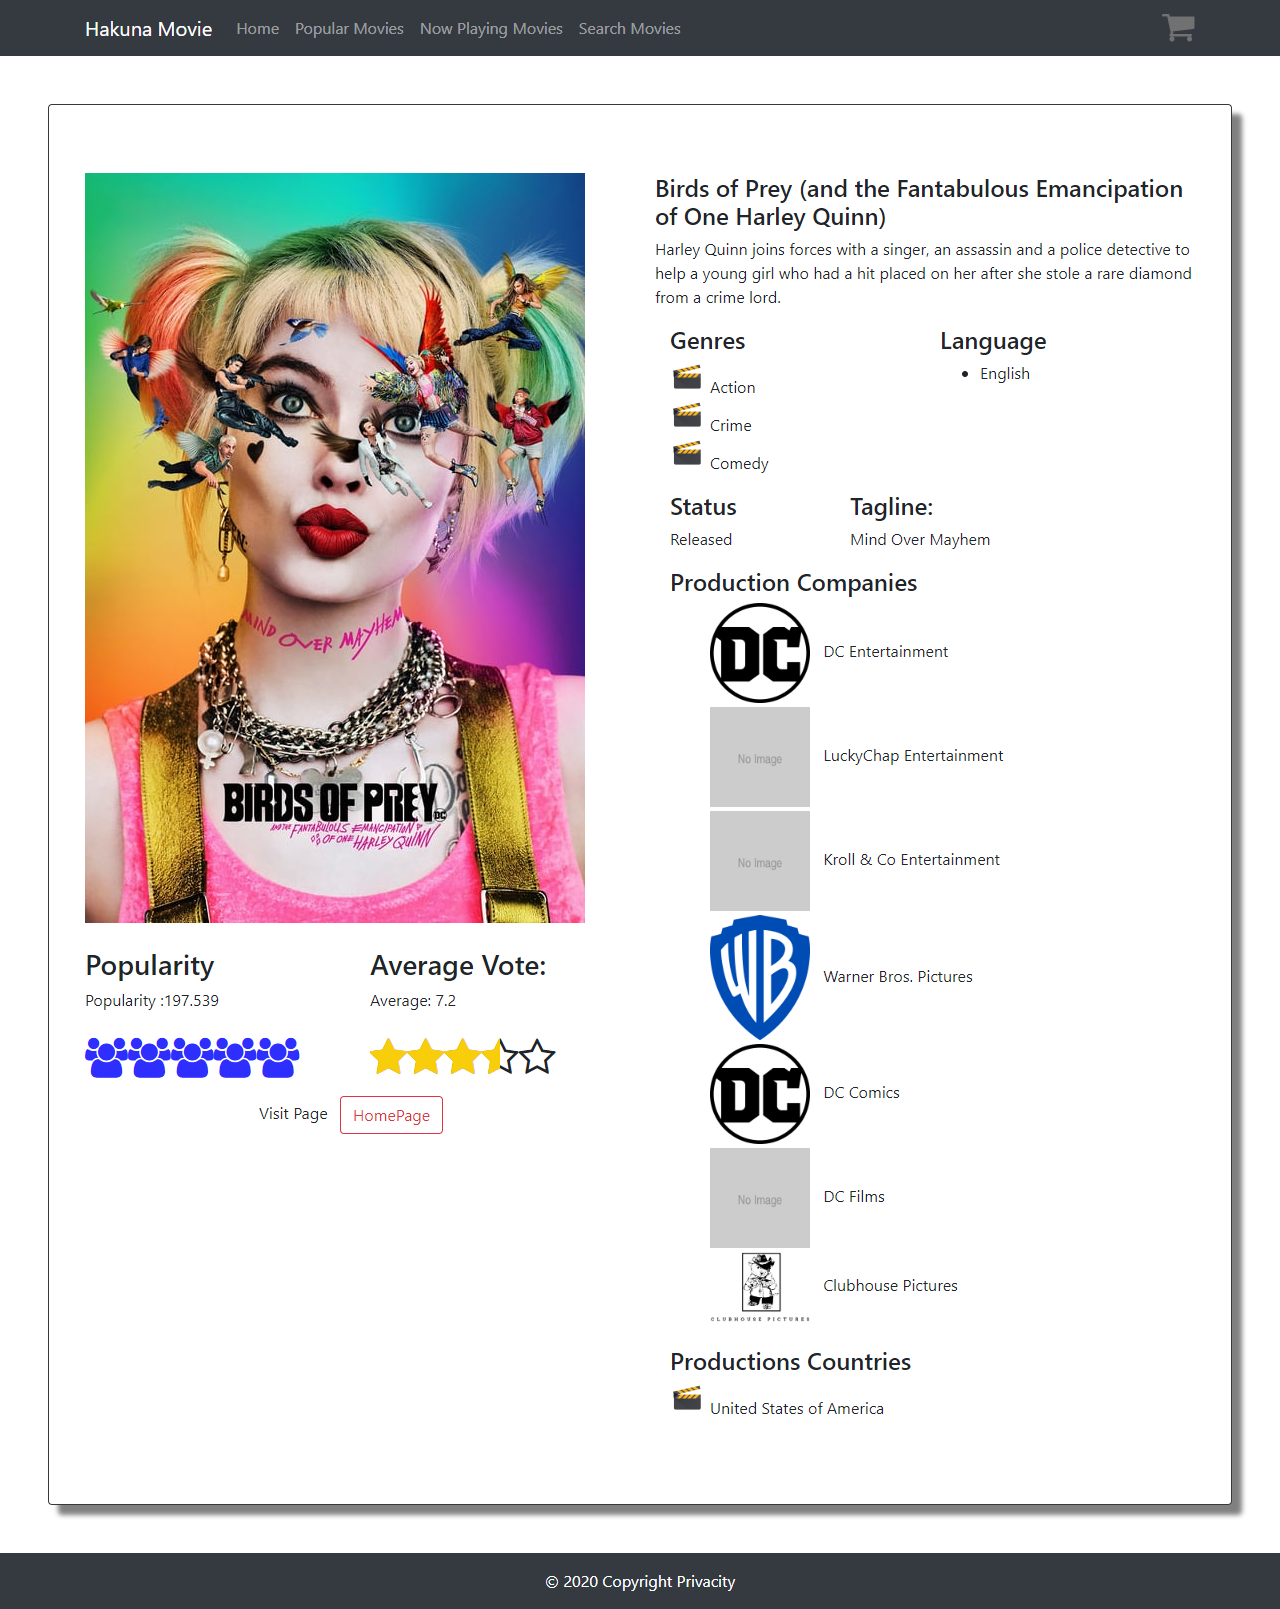 Hakuna Movie Home Popular Movies Now Playing Movies Search Movies
MIND OVER MAYHEM
BIRDS OF PREY
DC
AND THE FANTABULOUS EMANCIPATION
OF ONE HARLEY QUINN
Popularity
Popularity :197.539
Average Vote:
Average: 7.2
Visit Page HomePage
Birds of Prey (and the Fantabulous Emancipation
of One Harley Quinn)
Harley Quinn joins forces with a singer, an assassin and a police detective to
help a young girl who had a hit placed on her after she stole a rare diamond
from a crime lord.
Genres
Action
Crime
Comedy
Language
English
Status
Released
Tagline:
Mind Over Mayhem
Production Companies
DC DC Entertainment
No Image LuckyChap Entertainment
No Image Kroll & Co Entertainment
WB Warner Bros. Pictures
DC DC Comics
No Image DC Films
Clubhouse Pictures
CLUBHOUSE PICTURES
Productions Countries
United States of America
© 2020 Copyright Privacity